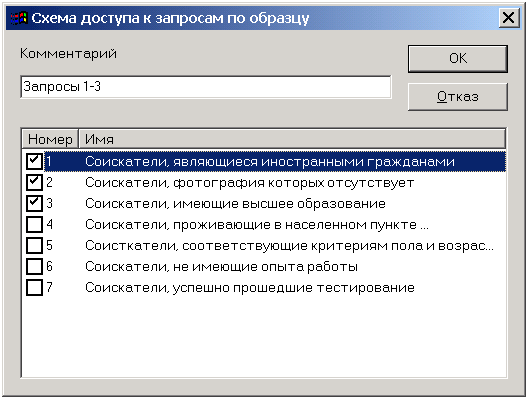 Схема доступа к запросам по образцу
Комментарий
OK
Запросы 1-3
Отказ
Номер Имя
1 Соискатели, являющиеся иностранными гражданами
2 Соискатели, фотография которых отсутствует
3 Соискатели, имеющие высшее образование
4 Соискатели, проживающие в населенном пункте ...
5 Соисткатели, соответствующие критериям пола и возрас...
6 Соискатели, не имеющие опыта работы
7 Соискатели, успешно прошедшие тестирование